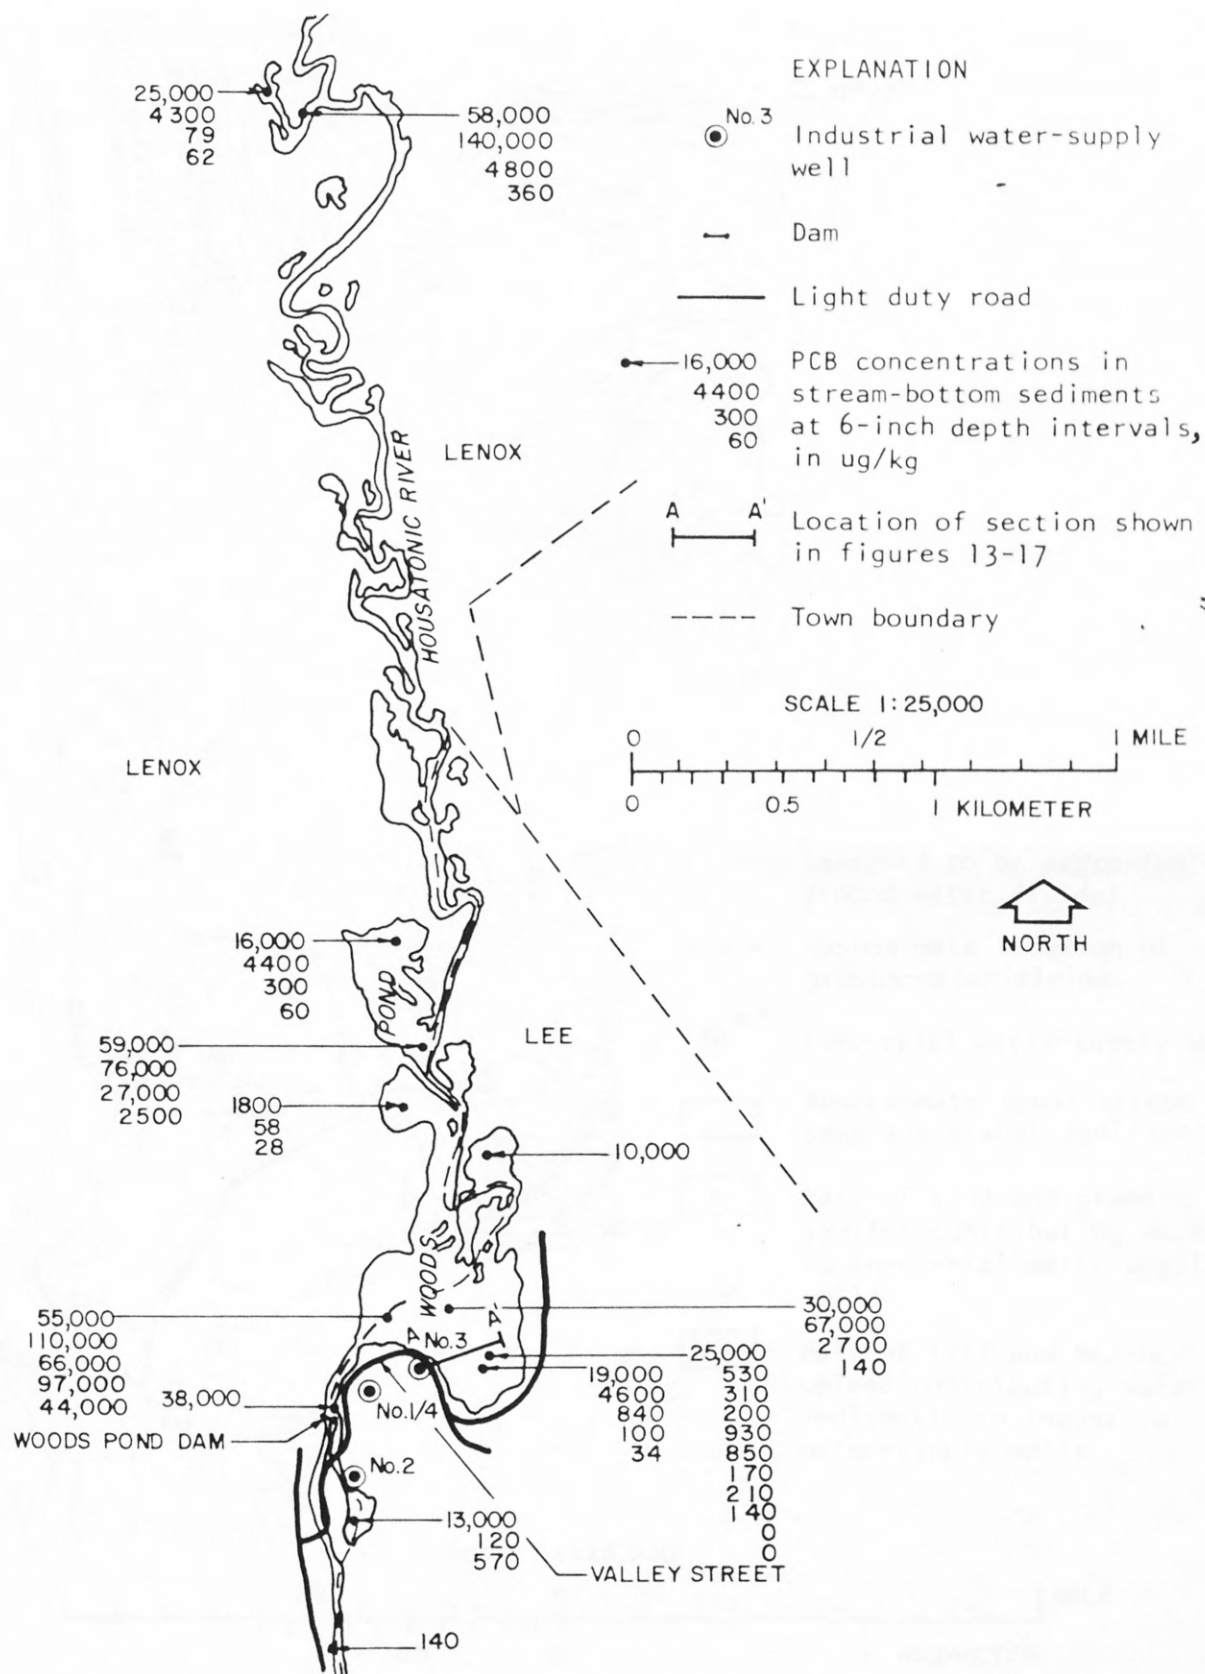 EXPLANATION
No.3
Industrial water-supply
well
Dam
Light duty road
16,000
4400
300
60
PCB concentrations in
stream-bottom sediments
at 6-inch depth intervals,
in ug/kg
A A'
Location of section shown
in figures 13-17
Town boundary
SCALE 1:25,000
0 1/2 1 MILE
0 0.5 1 KILOMETER
NORTH
25,000
4300
79
62
58,000
140,000
4800
360
LENOX
HOUSATONIC RIVER
LENOX
16,000
4400
300
60
POND
LEE
59,000
76,000
27,000
2500
1800
58
28
10,000
WOODS
55,000
110,000
66,000
97,000
44,000
38,000
WOODS POND DAM
A
A'
No.3
No.1/4
No.2
30,000
67,000
2700
140
25,000
530
310
200
930
850
170
210
140
0
0
19,000
4600
840
100
34
13,000
120
570
VALLEY STREET
140